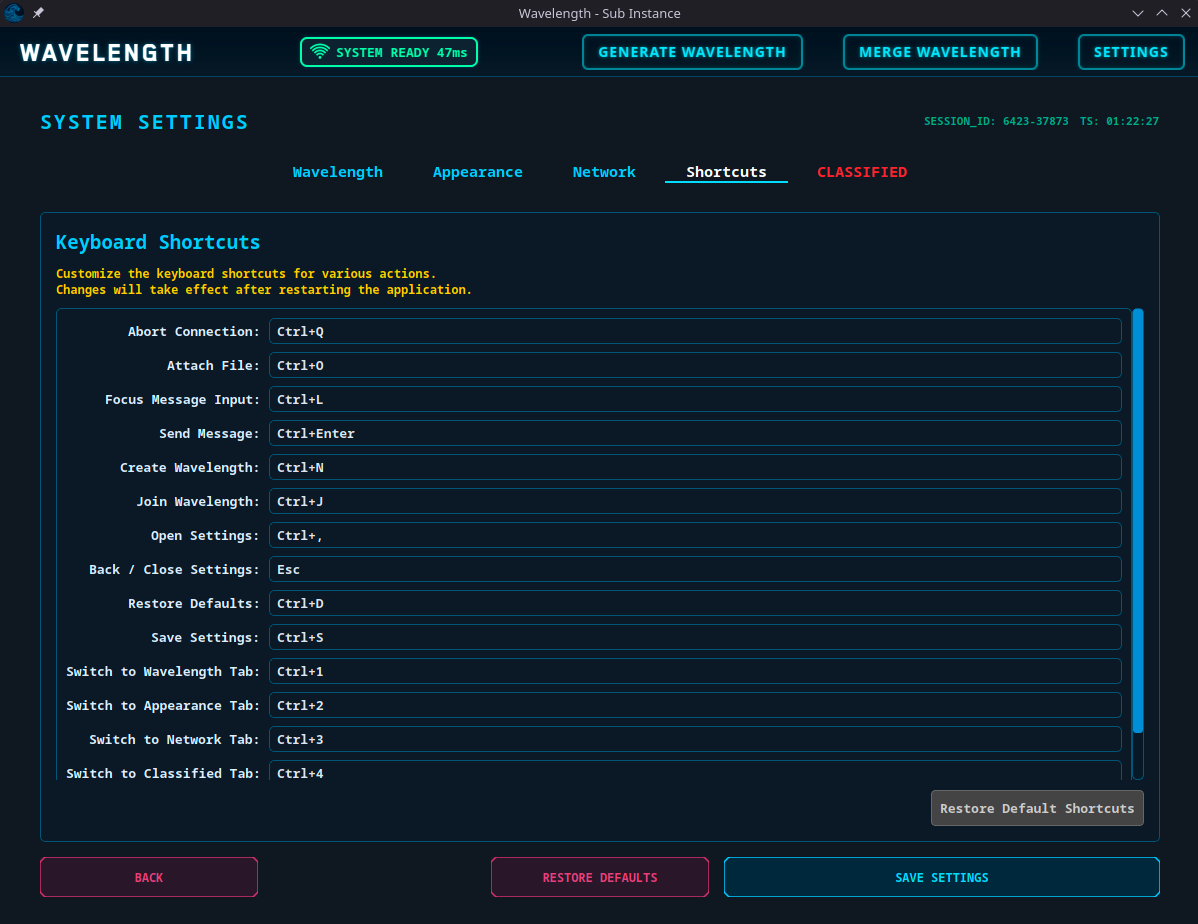 Wavelength - Sub Instance
WAVELENGTH
SYSTEM READY 47ms
GENERATE WAVELENGTH
MERGE WAVELENGTH
SETTINGS
SYSTEM SETTINGS
SESSION_ID: 6423-37873 TS: 01:22:27
Wavelength
Appearance
Network
Shortcuts
CLASSIFIED
Keyboard Shortcuts
Customize the keyboard shortcuts for various actions.
Changes will take effect after restarting the application.
Abort Connection: Ctrl+Q
Attach File: Ctrl+O
Focus Message Input: Ctrl+L
Send Message: Ctrl+Enter
Create Wavelength: Ctrl+N
Join Wavelength: Ctrl+J
Open Settings: Ctrl+,
Back / Close Settings: Esc
Restore Defaults: Ctrl+D
Save Settings: Ctrl+S
Switch to Wavelength Tab: Ctrl+1
Switch to Appearance Tab: Ctrl+2
Switch to Network Tab: Ctrl+3
Switch to Classified Tab: Ctrl+4
Restore Default Shortcuts
BACK
RESTORE DEFAULTS
SAVE SETTINGS